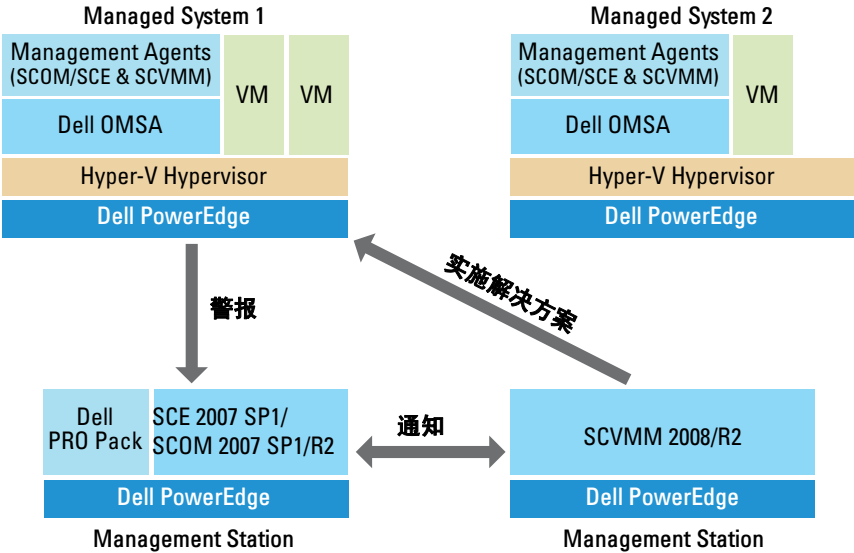 Managed System 1
Management Agents
(SCOM/SCE & SCVMM)
VM
VM
Dell OMSA
Hyper-V Hypervisor
Dell PowerEdge
Managed System 2
Management Agents
(SCOM/SCE & SCVMM)
VM
Dell OMSA
Hyper-V Hypervisor
Dell PowerEdge
警报
实施解决方案
Dell
PRO Pack
SCE 2007 SP1/
SCOM 2007 SP1/R2
Dell PowerEdge
Management Station
通知
SCVMM 2008/R2
Dell PowerEdge
Management Station